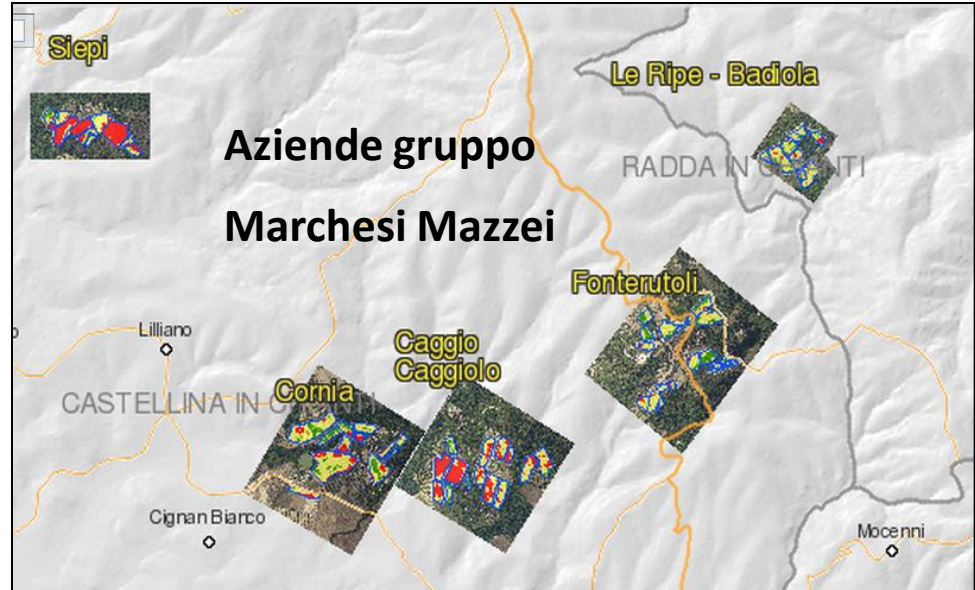 Siepi
Le Ripe - Badiola
Aziende gruppo
RADDA IN CHIANTI
Marchesi Mazzei
Fonterutoli
Lilliano
Caggio
Caggiolo
Cornia
CASTELLINA IN CHIANTI
Cignan Bianco
Mocenni